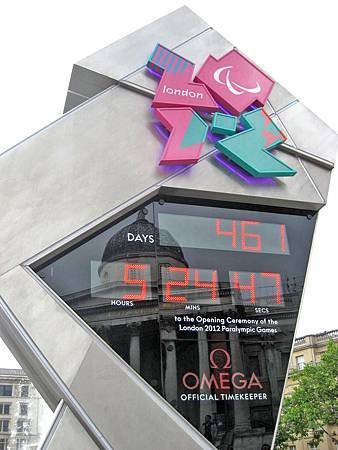 london
DAYS 461
9 24 47
HOURS MINS SECS
to the Opening Ceremony of the
London 2012 Paralympic Games
Ω
OMEGA
OFFICIAL TIMEKEEPER